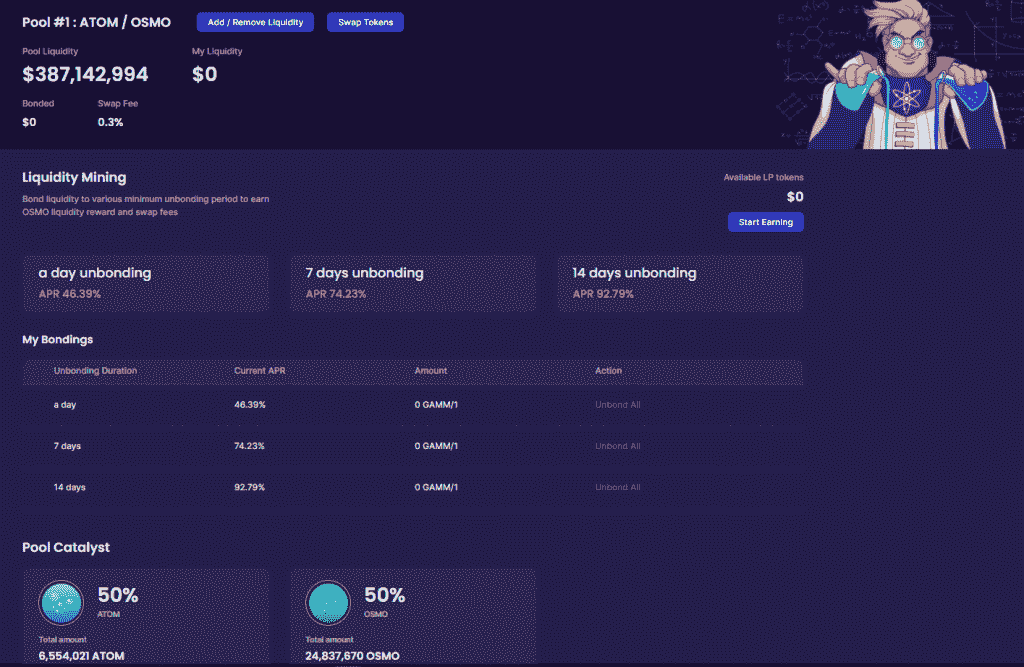 Pool #1 : ATOM / OSMO
Add / Remove Liquidity
Swap Tokens
Pool Liquidity
My Liquidity
$387,142,994
$0
Bonded
Swap Fee
$0
0.3%
Liquidity Mining
Bond liquidity to various minimum unbonding period to earn
OSMO liquidity reward and swap fees
Available LP tokens
$0
Start Earning
a day unbonding
APR 46.39%
7 days unbonding
APR 74.23%
14 days unbonding
APR 92.79%
My Bondings
Unbonding Duration
Current APR
Amount
Action
a day
46.39%
0 GAMM/1
Unbond All
7 days
74.23%
0 GAMM/1
Unbond All
14 days
92.79%
0 GAMM/1
Unbond All
Pool Catalyst
50%
ATOM
Total amount
6,554,021 ATOM
50%
OSMO
Total amount
24,837,670 OSMO